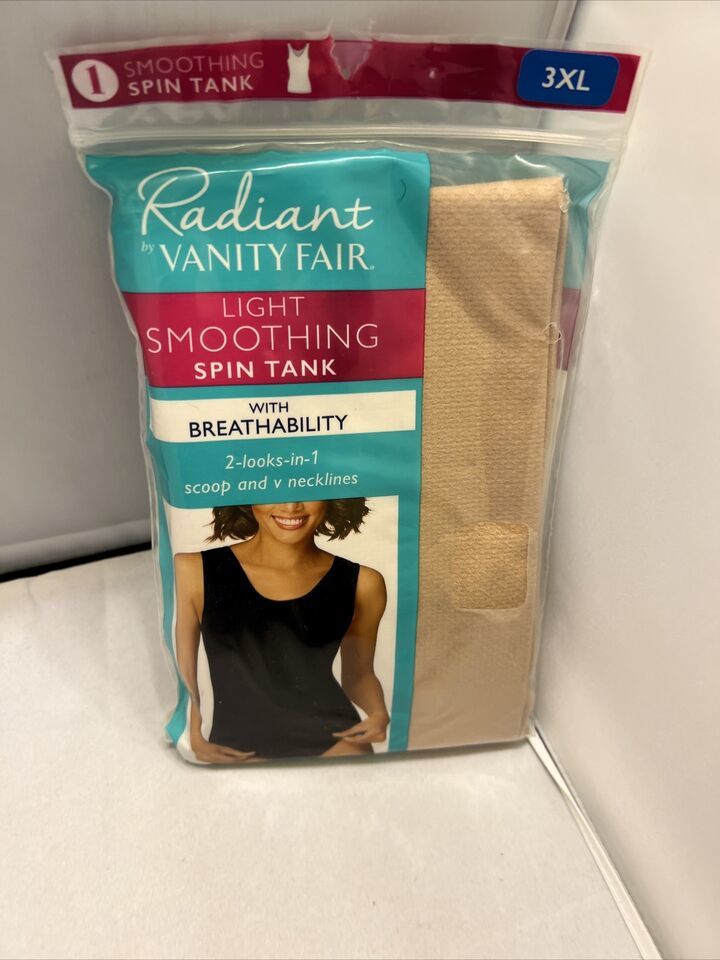 1 SMOOTHING
SPIN TANK
3XL
Radiant
by VANITY FAIR®
LIGHT
SMOOTHING
SPIN TANK
WITH
BREATHABILITY
2-looks-in-1
scoop and v necklines